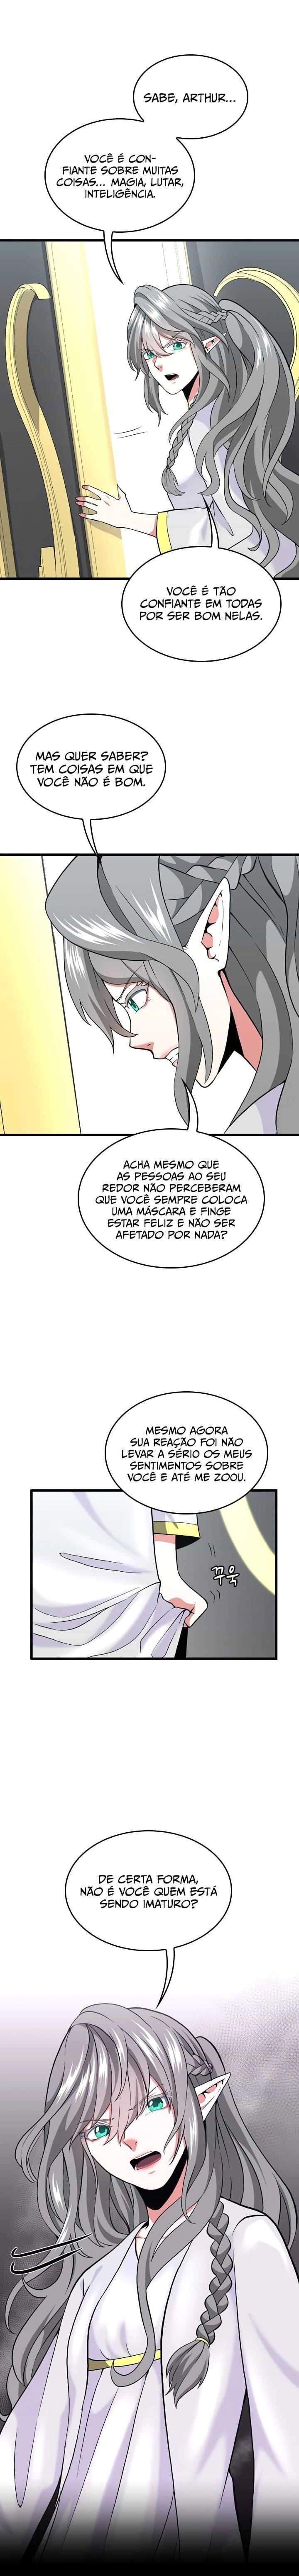 SABE, ARTHUR...
VOCÊ É CON-
FIANTE SOBRE MUITAS
COISAS... MAGIA, LUTAR,
INTELIGÊNCIA.
VOCÊ É TÃO
CONFIANTE EM TODAS
POR SER BOM NELAS.
MAS QUER SABER?
TEM COISAS EM QUE
VOCÊ NÃO É BOM.
ACHA MESMO QUE
AS PESSOAS AO SEU
REDOR NÃO PERCEBERAM
QUE VOCÊ SEMPRE COLOCA
UMA MÁSCARA E FINGE
ESTAR FELIZ E NÃO SER
AFETADO POR NADA?
MESMO AGORA
SUA REAÇÃO FOI NÃO
LEVAR A SÉRIO OS MEUS
SENTIMENTOS SOBRE
VOCÊ E ATÉ ME ZOOU.
꾸욱
DE CERTA FORMA,
NÃO É VOCÊ QUEM ESTÁ
SENDO IMATURO?